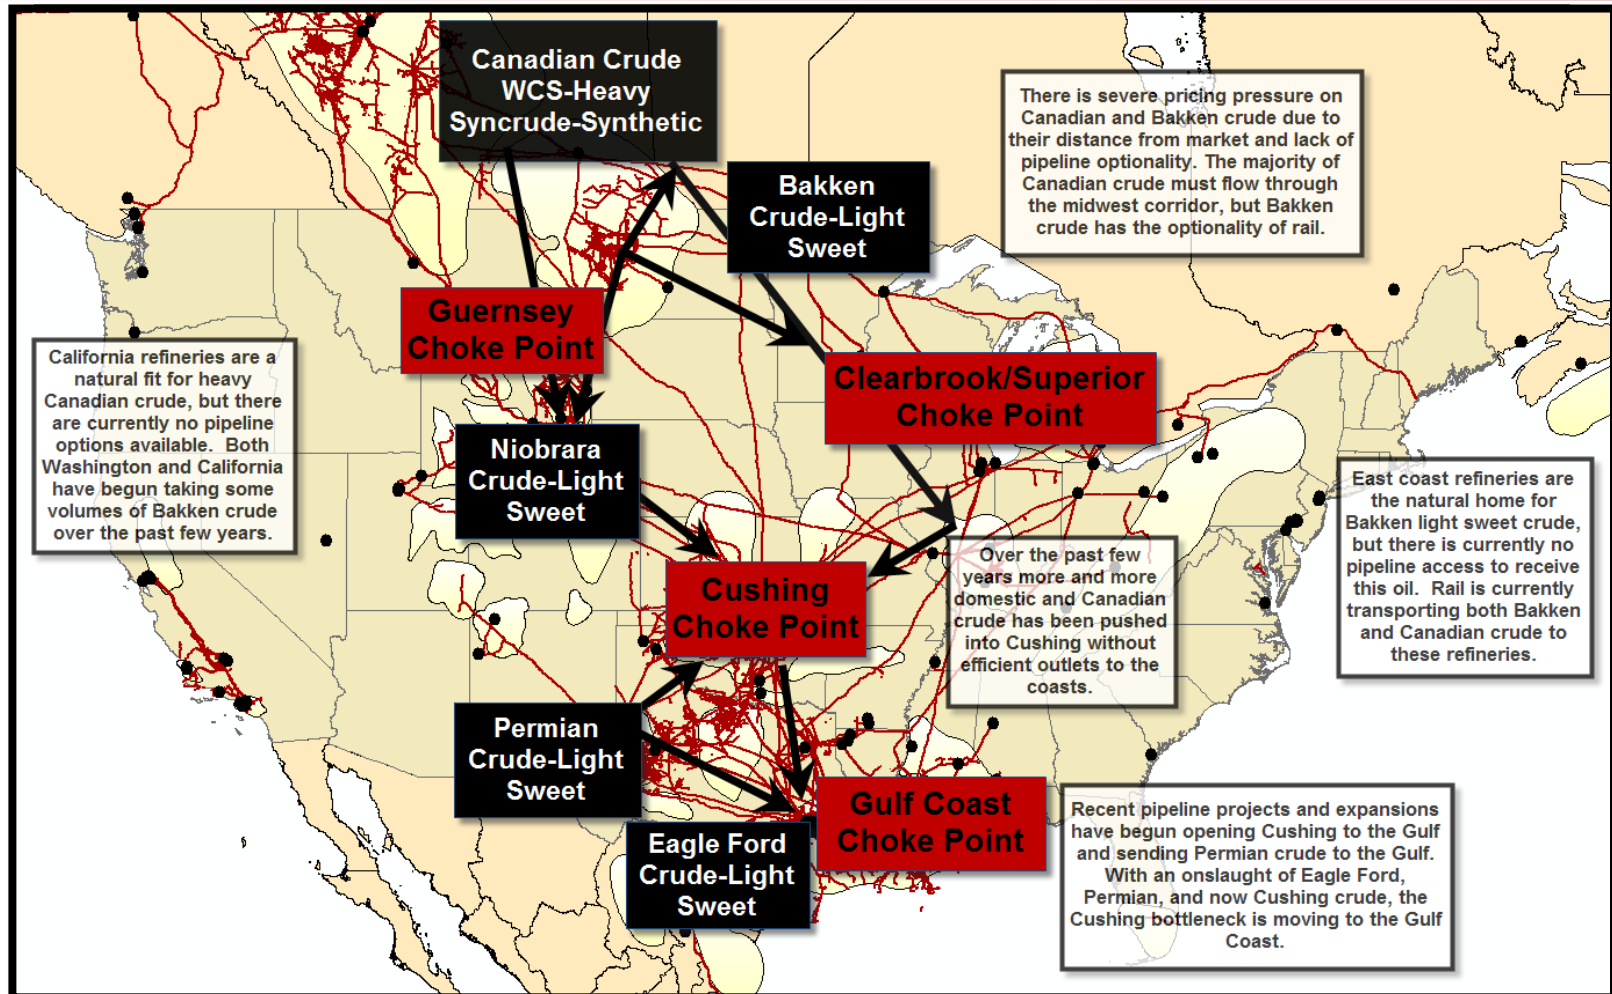 Canadian Crude
WCS-Heavy
Syncrude-Synthetic
There is severe pricing pressure on
Canadian and Bakken crude due to
their distance from market and lack of
pipeline optionality. The majority of
Canadian crude must flow through
the midwest corridor, but Bakken
crude has the optionality of rail.
Bakken
Crude-Light
Sweet
Guernsey
Choke Point
California refineries are a
natural fit for heavy
Canadian crude, but there
are currently no pipeline
options available. Both
Washington and California
have begun taking some
volumes of Bakken crude
over the past few years.
Clearbrook/Superior
Choke Point
Niobrara
Crude-Light
Sweet
East coast refineries are
the natural home for
Bakken light sweet crude,
but there is currently no
pipeline access to receive
this oil. Rail is currently
transporting both Bakken
and Canadian crude to
these refineries.
Over the past few
years more and more
domestic and Canadian
crude has been pushed
into Cushing without
efficient outlets to the
coasts.
Cushing
Choke Point
Permian
Crude-Light
Sweet
Gulf Coast
Choke Point
Recent pipeline projects and expansions
have begun opening Cushing to the Gulf
and sending Permian crude to the Gulf.
With an onslaught of Eagle Ford,
Permian, and now Cushing crude, the
Cushing bottleneck is moving to the Gulf
Coast.
Eagle Ford
Crude-Light
Sweet